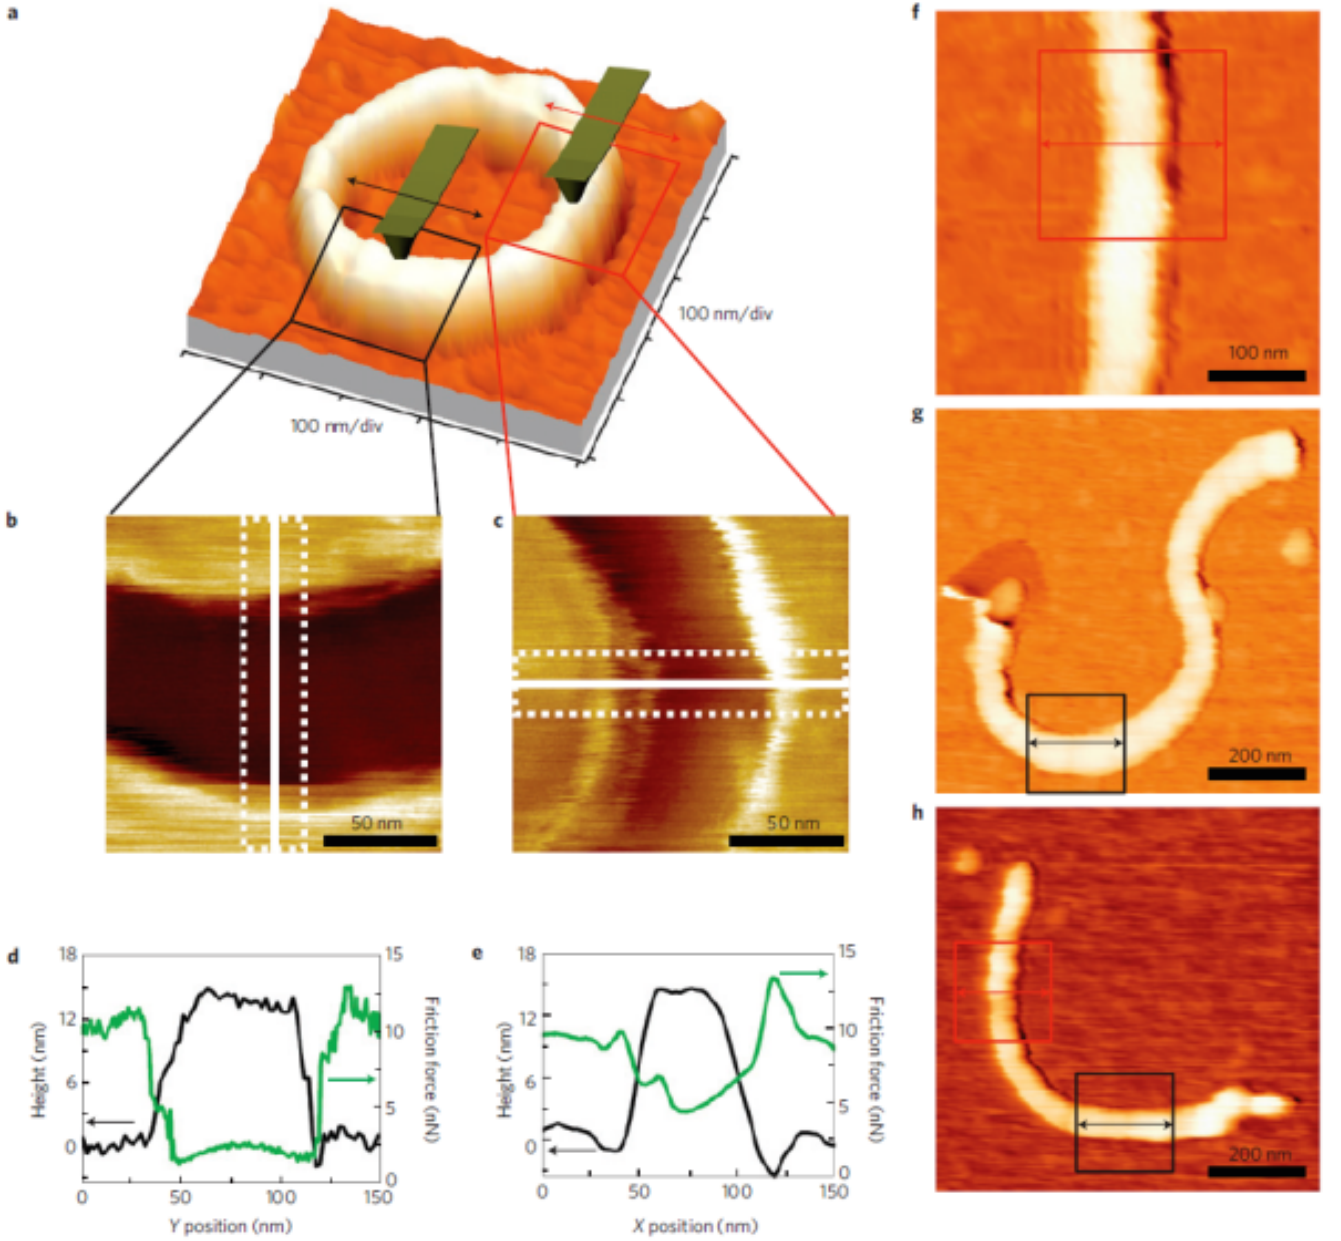 a
100 nm/div
100 nm/div
b
50 nm
c
50 nm
d
18
12
6
0
Height (nm)
15
10
5
0
Friction force (nN)
0
50
100
150
Y position (nm)
e
18
12
6
0
Height (nm)
15
10
5
0
Friction force (nN)
0
50
100
150
X position (nm)
f
100 nm
g
200 nm
h
200 nm